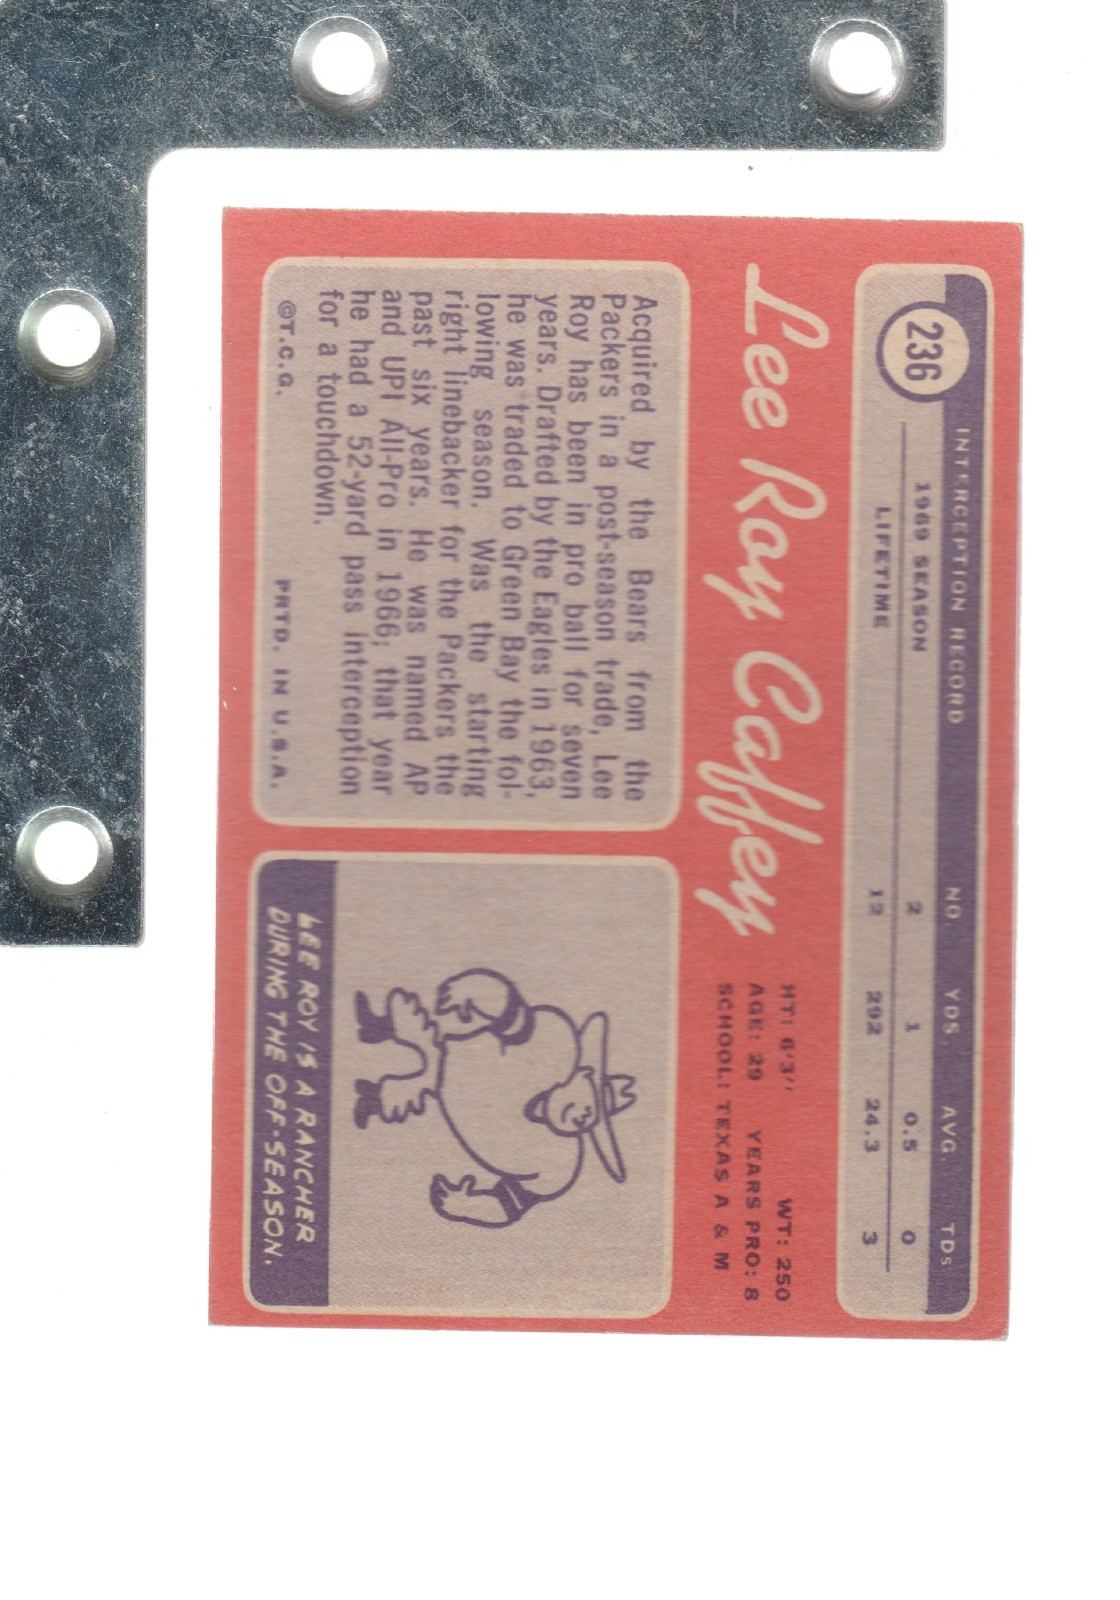 236
INTERCEPTION RECORD NO. YDS. AVG. TDs
1969 SEASON 2 1 0.5 0
LIFETIME 12 292 24.3 3
Lee Roy Caffey
HT: 6'3" WT: 250
AGE: 29 YEARS PRO: 8
SCHOOL: TEXAS A & M
Acquired by the Bears from the
Packers in a post-season trade, Lee
Roy has been in pro ball for seven
years. Drafted by the Eagles in 1963,
he was traded to Green Bay the fol-
lowing season. Was the starting
right linebacker for the Packers the
past six years. He was named AP
and UPI All-Pro in 1966; that year
he had a 52-yard pass interception
for a touchdown.
©T.C.G. PRTD. IN U.S.A.
LEE ROY IS A RANCHER
DURING THE OFF-SEASON.